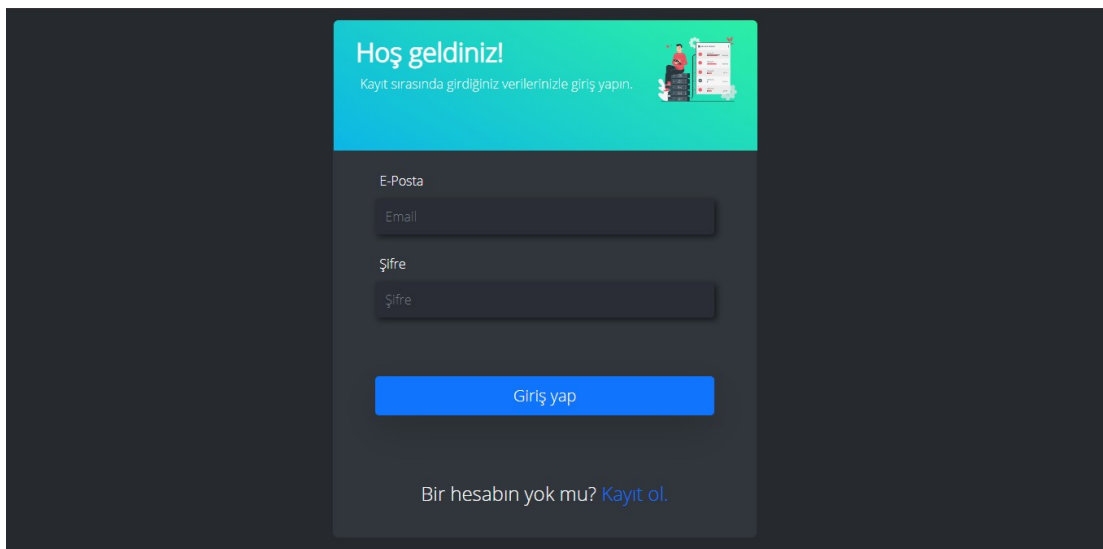 Hoş geldiniz!
Kayıt sırasında girdiğiniz verilerinizle giriş yapın.
E-Posta
Email
Şifre
Şifre
Giriş yap
Bir hesabın yok mu? Kayıt ol.